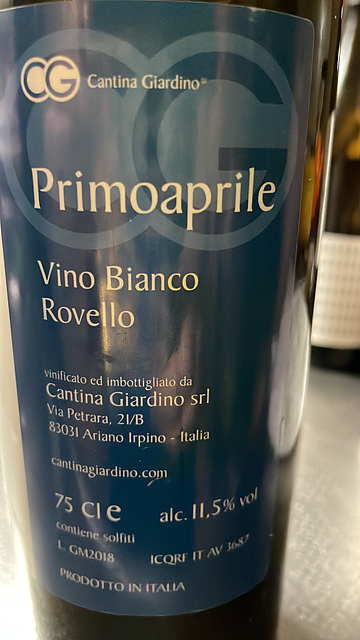 CG Cantina Giardino
Primoaprile
Vino Bianco
Rovello
vinificato ed imbottigliato da
Cantina Giardino srl
Via Petrara, 21/B
83031 Ariano Irpino - Italia
cantinagiardino.com
75 Cl e alc. 11,5% vol
contiene solfiti
L. GM2018 ICQRF IT AV 3687
PRODOTTO IN ITALIA